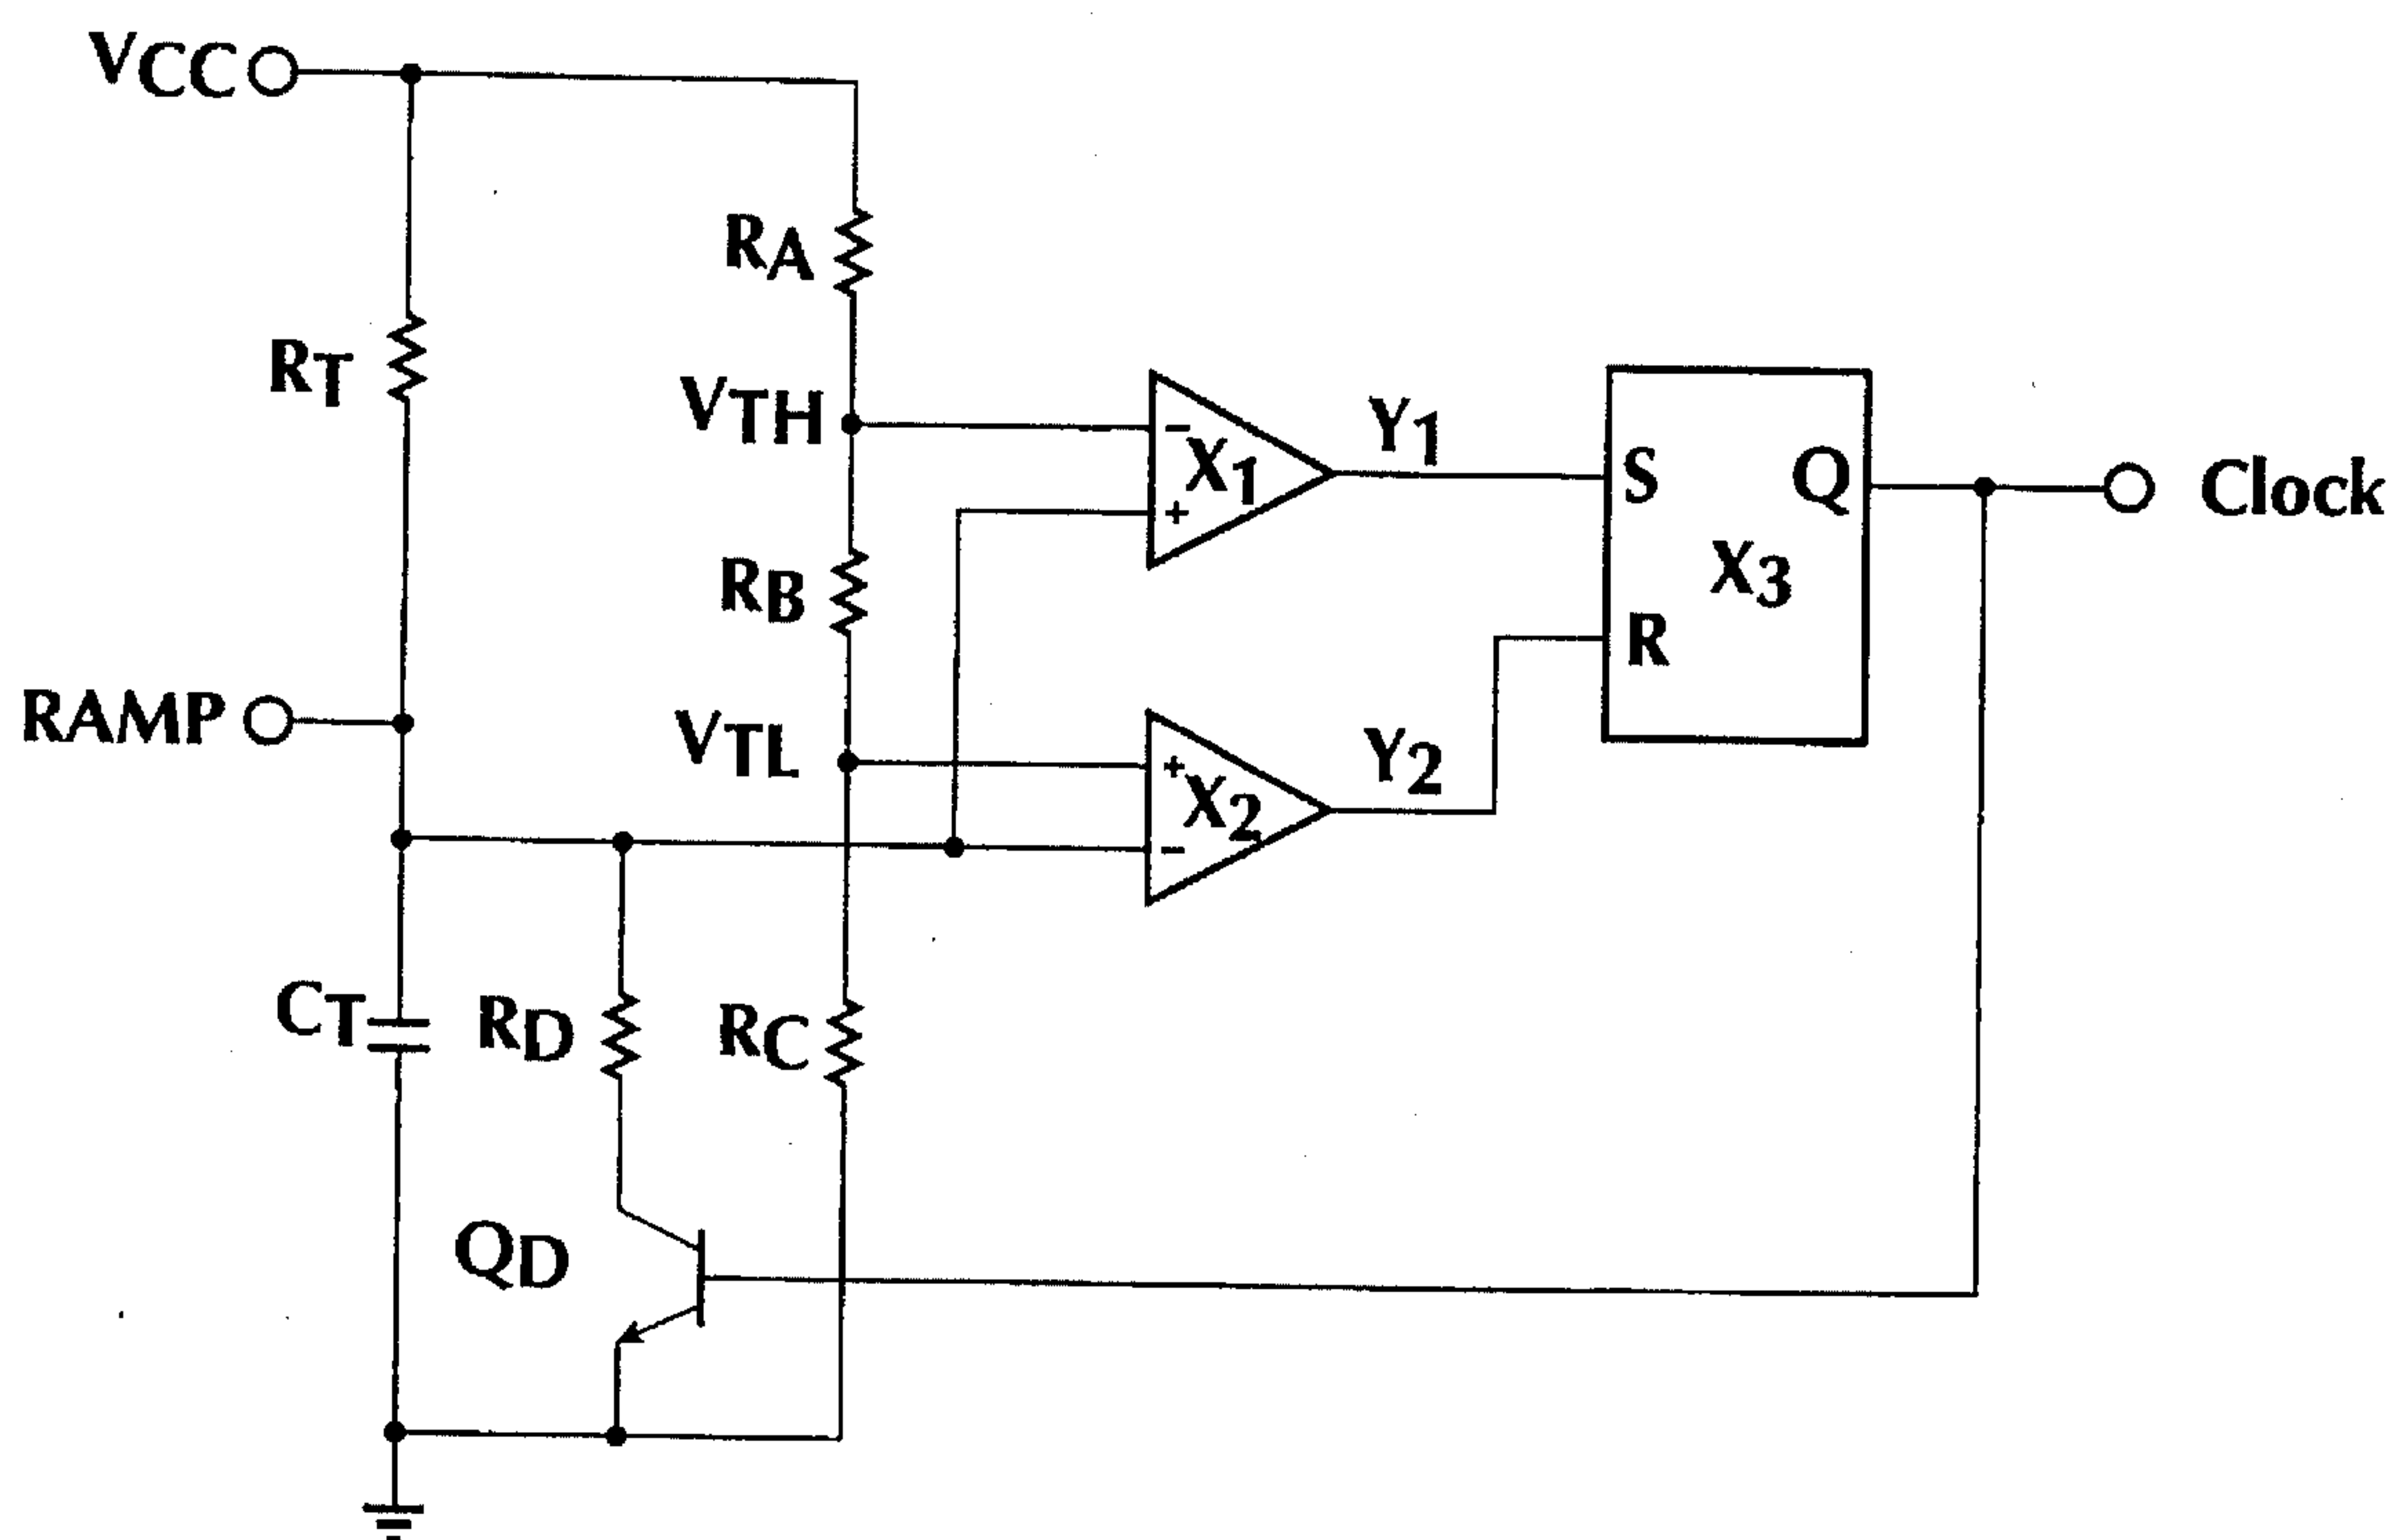 VCC
RA
RT
VTH
- X1 +
Y1
S Q
X3
R
Clock
RB
RAMP
VTL
+ X2 -
Y2
CT
RD
RC
QD